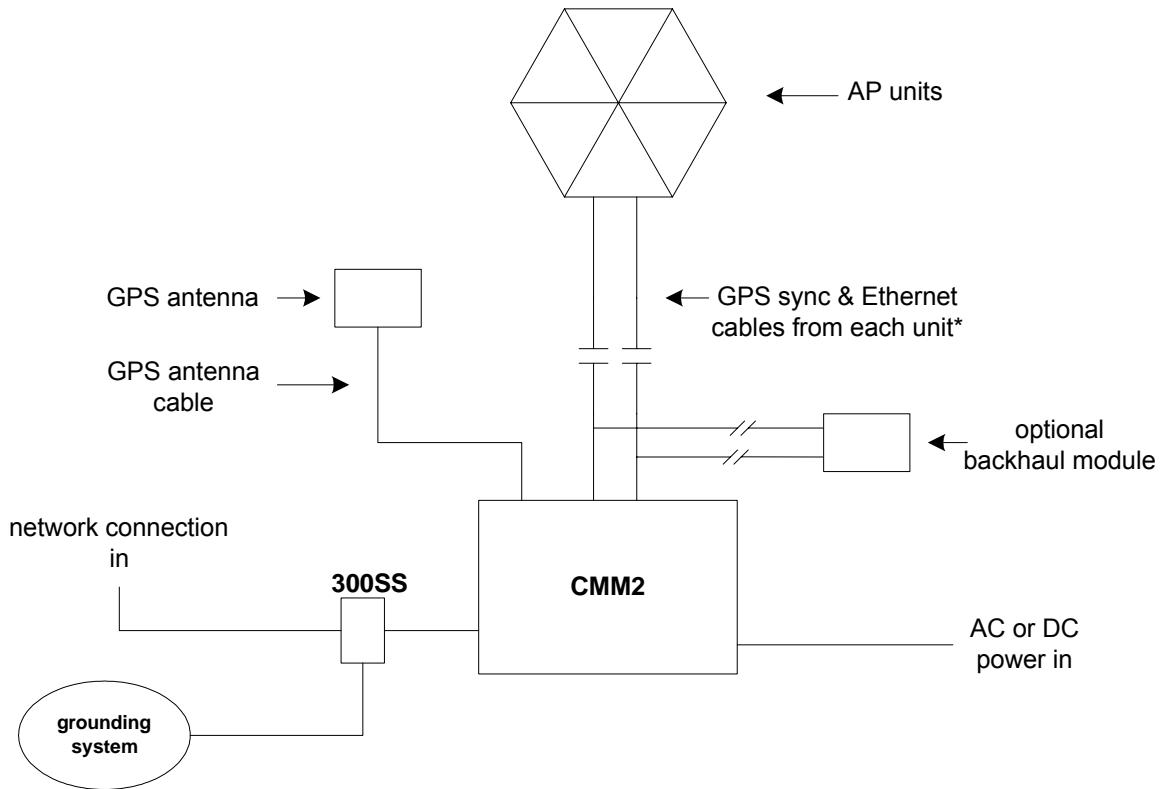 AP units
GPS antenna
GPS sync & Ethernet
cables from each unit*
GPS antenna
cable
optional
backhaul module
network connection
in
300SS
CMM2
AC or DC
power in
grounding
system